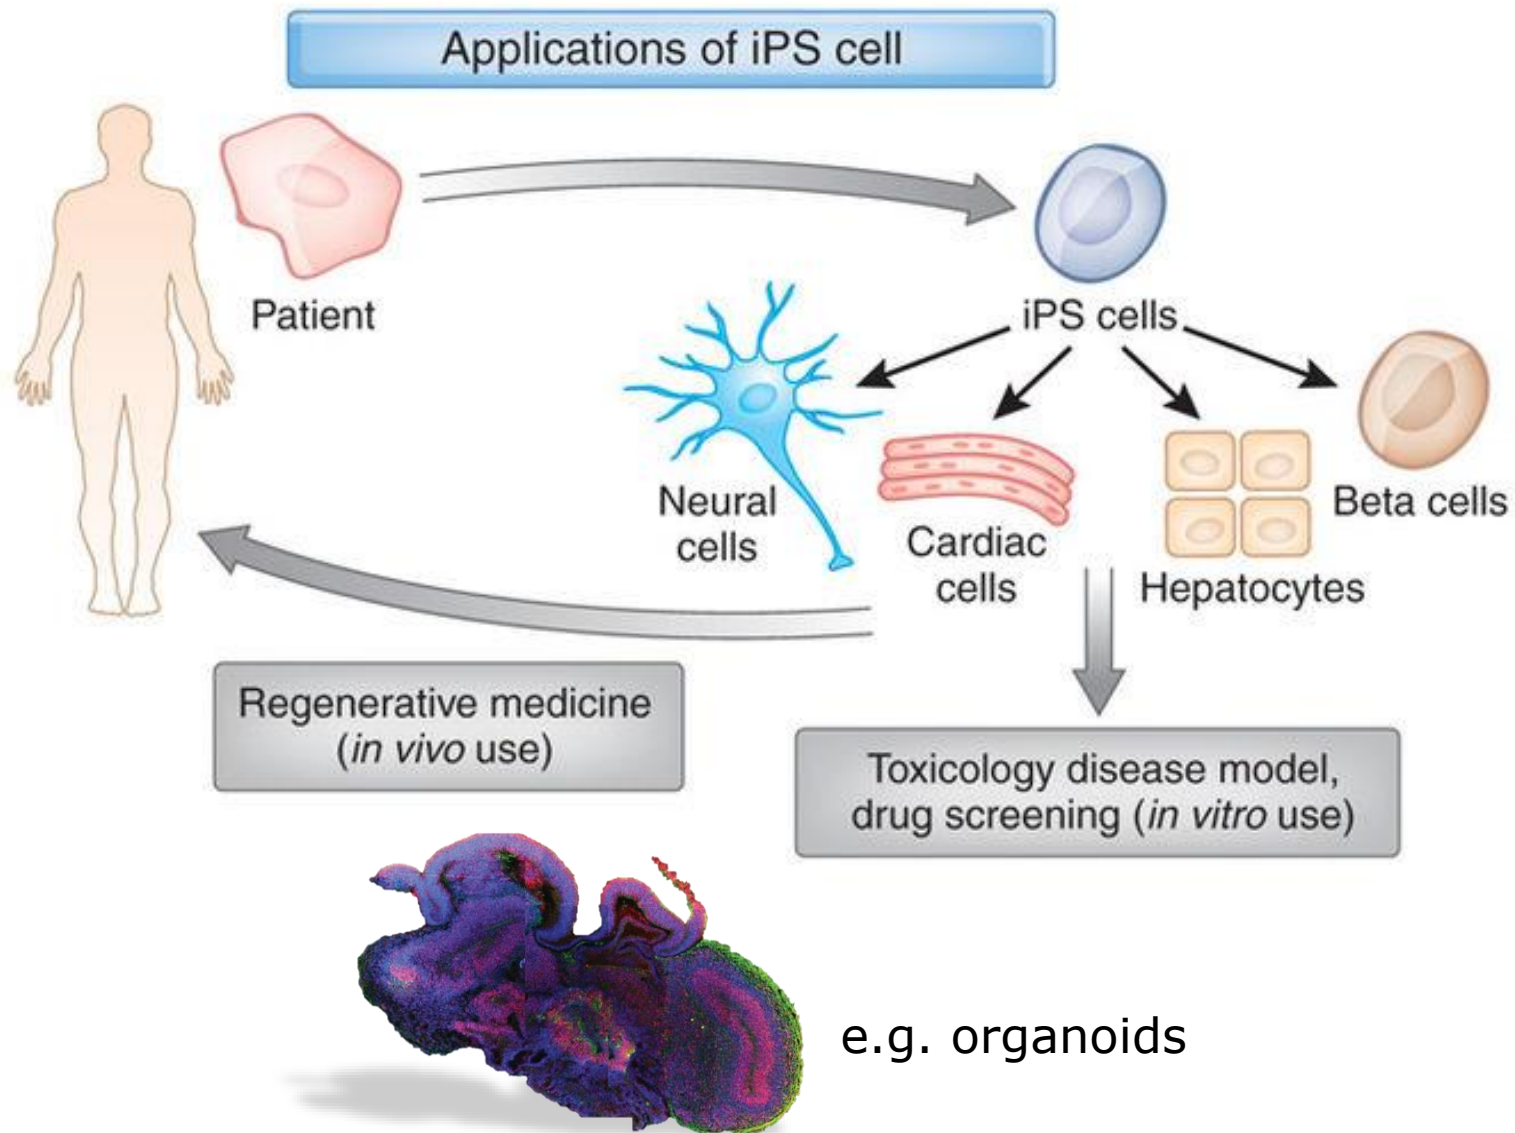 Applications of iPS cell
Patient
iPS cells
Neural
cells
Cardiac
cells
Hepatocytes
Beta cells
Regenerative medicine
(in vivo use)
Toxicology disease model,
drug screening (in vitro use)
e.g. organoids